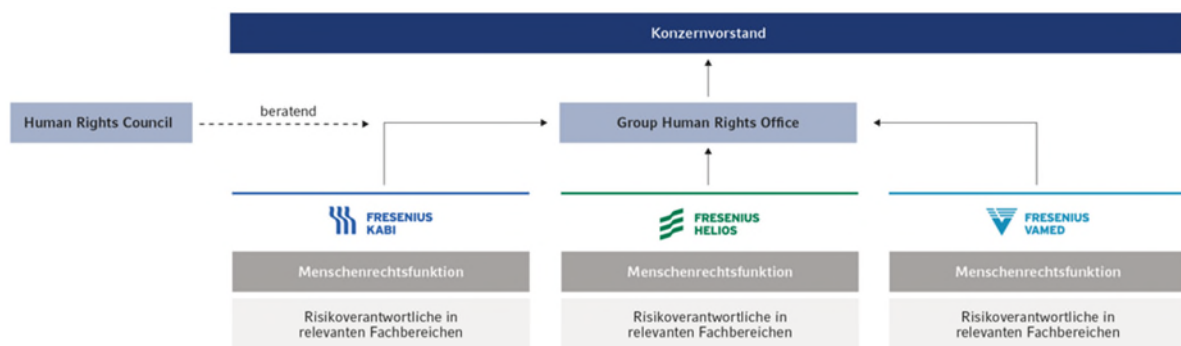 Konzernvorstand
beratend
Human Rights Council
Group Human Rights Office
FRESENIUS
KABI
FRESENIUS
HELIOS
FRESENIUS
VAMED
Menschenrechtsfunktion
Menschenrechtsfunktion
Menschenrechtsfunktion
Risikoverantwortliche in
relevanten Fachbereichen
Risikoverantwortliche in
relevanten Fachbereichen
Risikoverantwortliche in
relevanten Fachbereichen